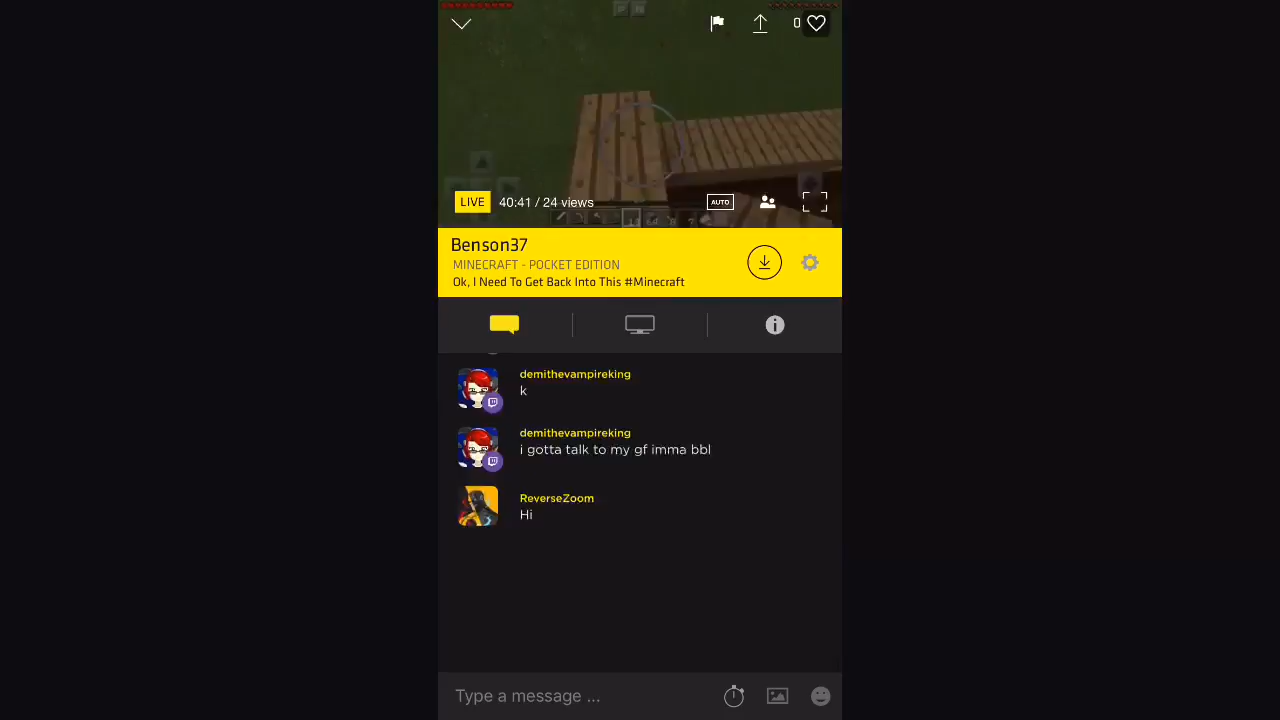 0
LIVE 40:41 / 24 views AUTO
Benson37
MINECRAFT - POCKET EDITION
Ok, I Need To Get Back Into This #Minecraft
demithevampireking
k
demithevampireking
i gotta talk to my gf imma bbl
ReverseZoom
Hi
Type a message ...